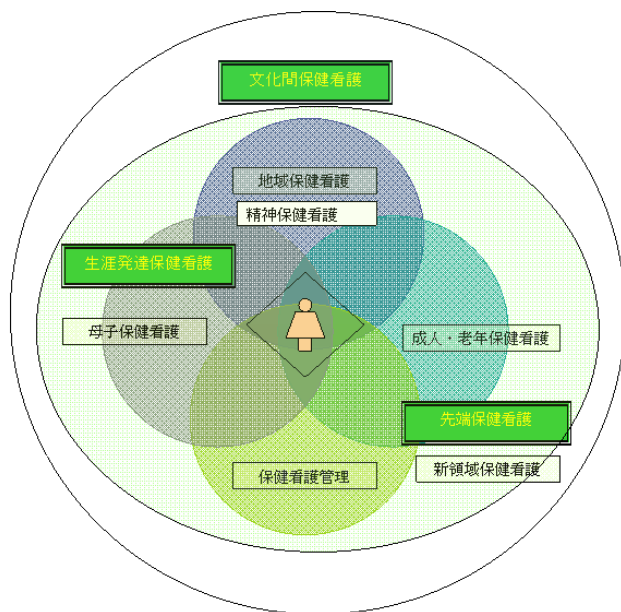 文化間保健看護
地域保健看護
精神保健看護
生涯発達保健看護
母子保健看護
成人・老年保健看護
先端保健看護
新領域保健看護
保健看護管理